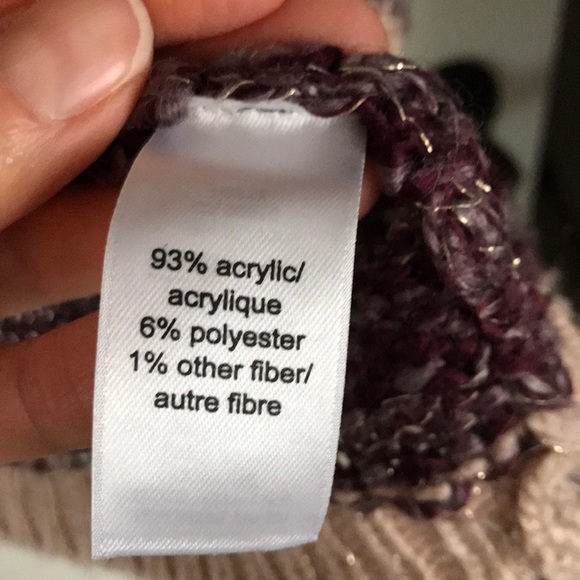 93% acrylic/
acrylique
6% polyester
1% other fiber/
autre fibre